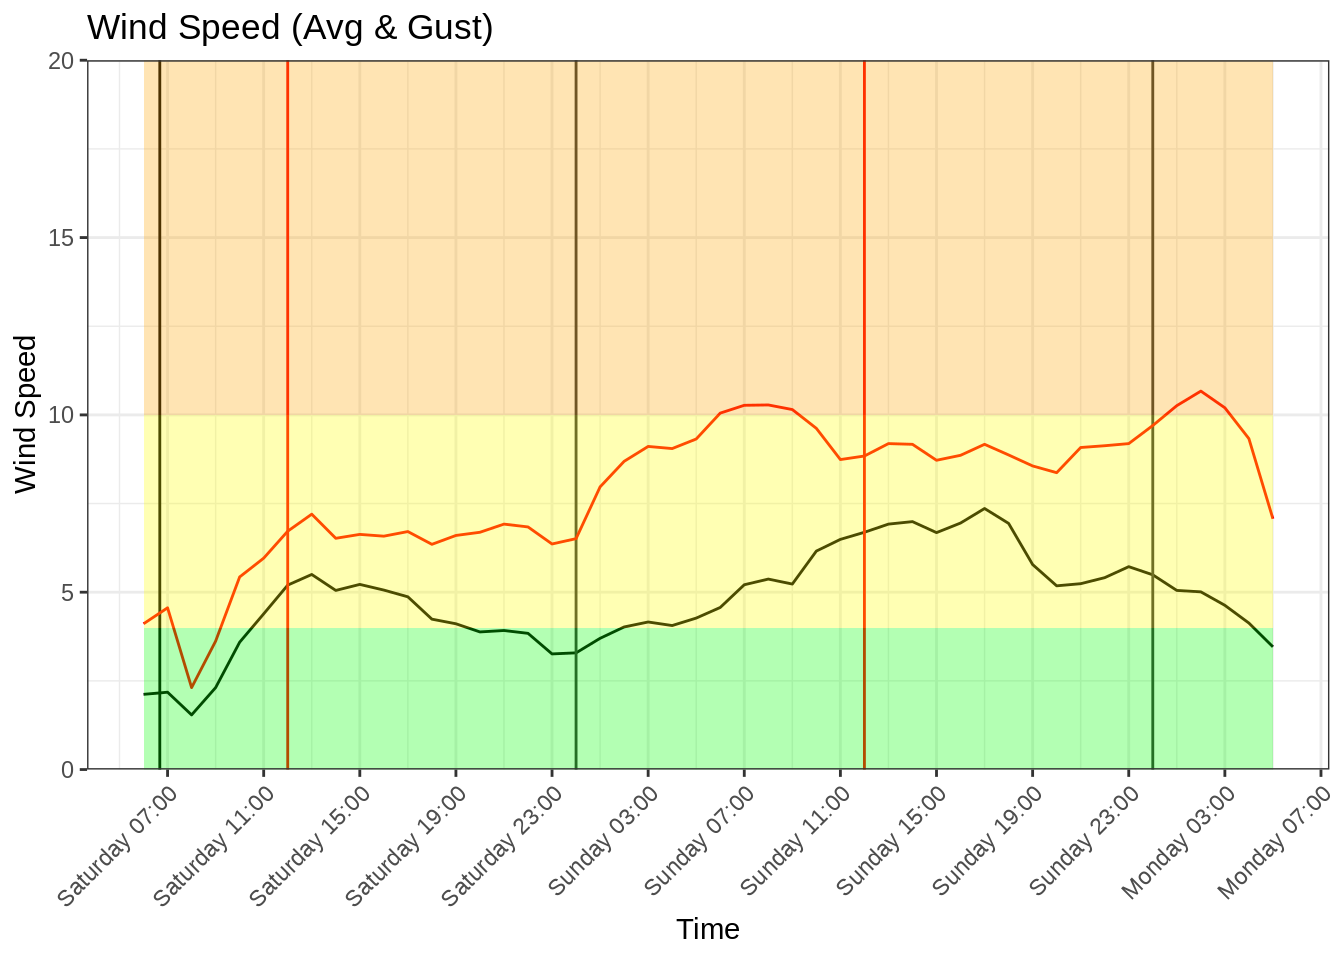 Wind Speed (Avg & Gust)
20
15
10
5
0
Wind Speed
Saturday 07:00
Saturday 11:00
Saturday 15:00
Saturday 19:00
Saturday 23:00
Sunday 03:00
Sunday 07:00
Sunday 11:00
Sunday 15:00
Sunday 19:00
Sunday 23:00
Monday 03:00
Monday 07:00
Time